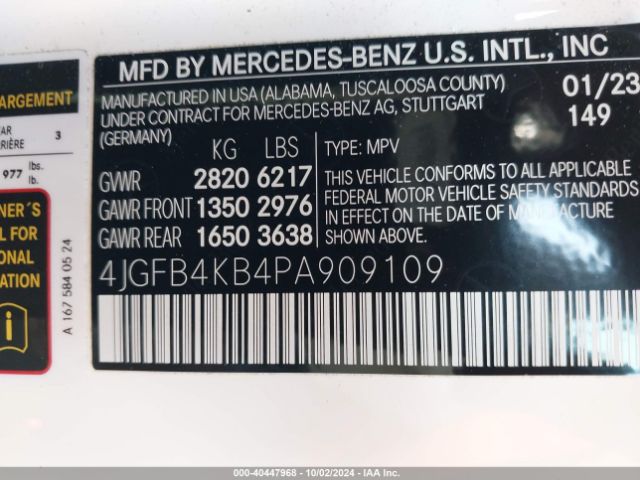 MFD BY MERCEDES-BENZ U.S. INTL., INC
MANUFACTURED IN USA (ALABAMA, TUSCALOOSA COUNTY)
UNDER CONTRACT FOR MERCEDES-BENZ AG, STUTTGART
(GERMANY)
01/23
149
KG LBS
GVWR 2820 6217
GAWR FRONT 1350 2976
GAWR REAR 1650 3638
TYPE: MPV
THIS VEHICLE CONFORMS TO ALL APPLICABLE
FEDERAL MOTOR VEHICLE SAFETY STANDARDS
IN EFFECT ON THE DATE OF MANUFACTURE
SHOWN ABOVE.
4JGFB4KB4PA909109
ARGEMENT
AR
RIÈRE 3
977 lbs.
lb.
NER´S
L FOR
ONAL
MATION
A 167 584 05 24
000-40447968 | 10/02/2024 | IAA Inc.